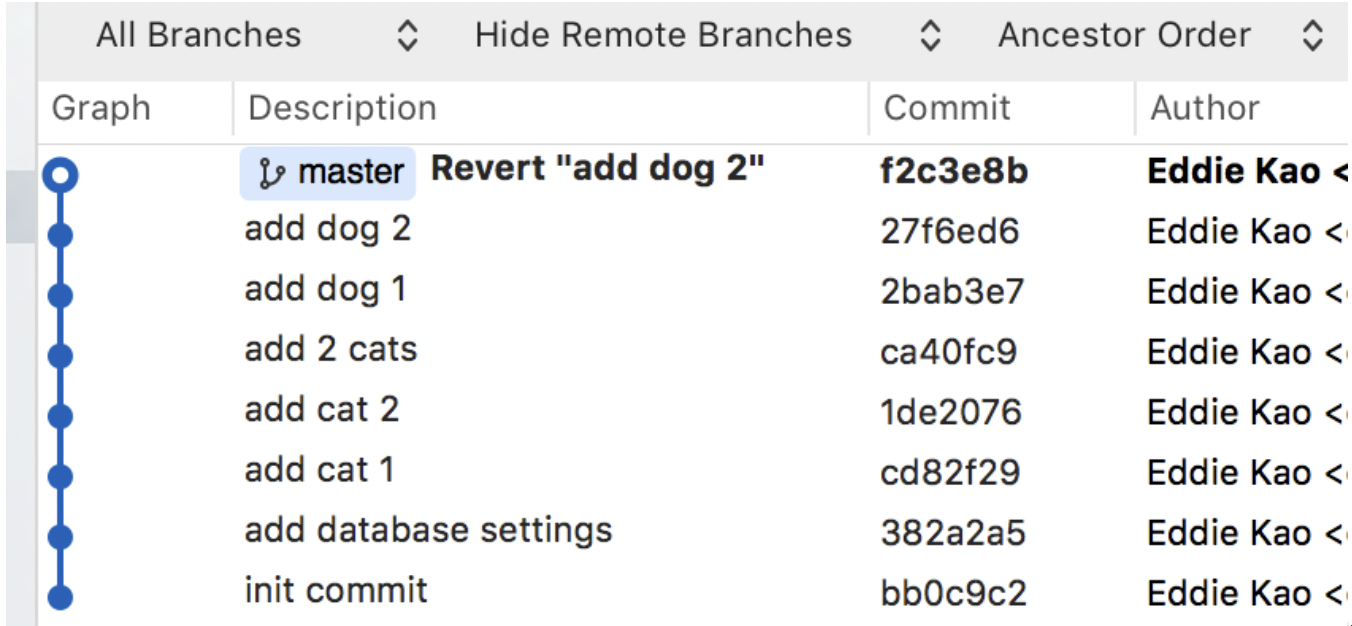 All Branches Hide Remote Branches Ancestor Order
Graph Description Commit Author
master Revert "add dog 2" f2c3e8b Eddie Kao <
add dog 2 27f6ed6 Eddie Kao <
add dog 1 2bab3e7 Eddie Kao <
add 2 cats ca40fc9 Eddie Kao <
add cat 2 1de2076 Eddie Kao <
add cat 1 cd82f29 Eddie Kao <
add database settings 382a2a5 Eddie Kao <
init commit bb0c9c2 Eddie Kao <